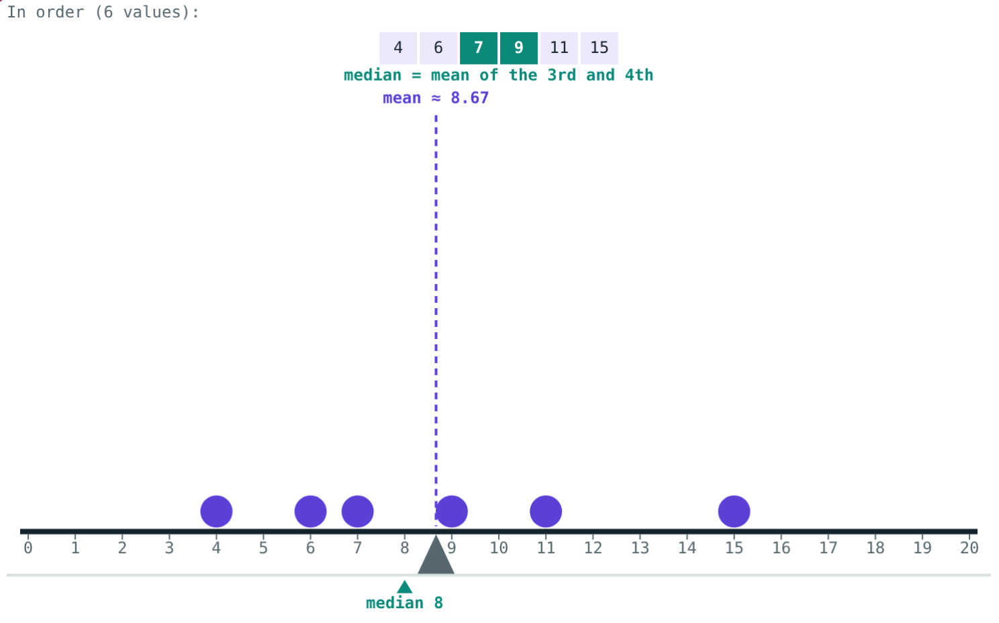 In order (6 values):
4 6 7 9 11 15
median = mean of the 3rd and 4th
mean ≈ 8.67
0 1 2 3 4 5 6 7 8 9 10 11 12 13 14 15 16 17 18 19 20
median 8